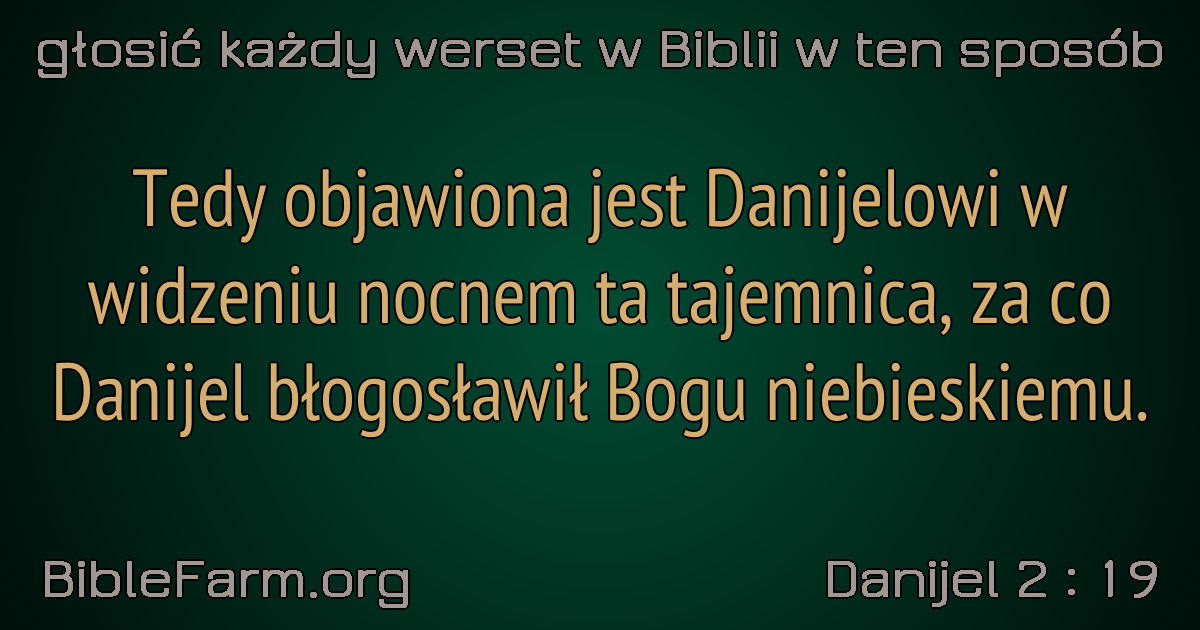 głosić każdy werset w Biblii w ten sposób
Tedy objawiona jest Danijelowi w
widzeniu nocnem ta tajemnica, za co
Danijel błogosławił Bogu niebieskiemu.
BibleFarm.org
Danijel 2 : 19